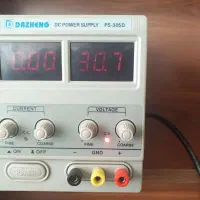 DAZHENG DC POWER SUPPLY PS-305D
0.00 30.7
CURRENT VOLTAGE
C.C C.V
FINE COARSE FINE COARSE
ON OFF - GND +